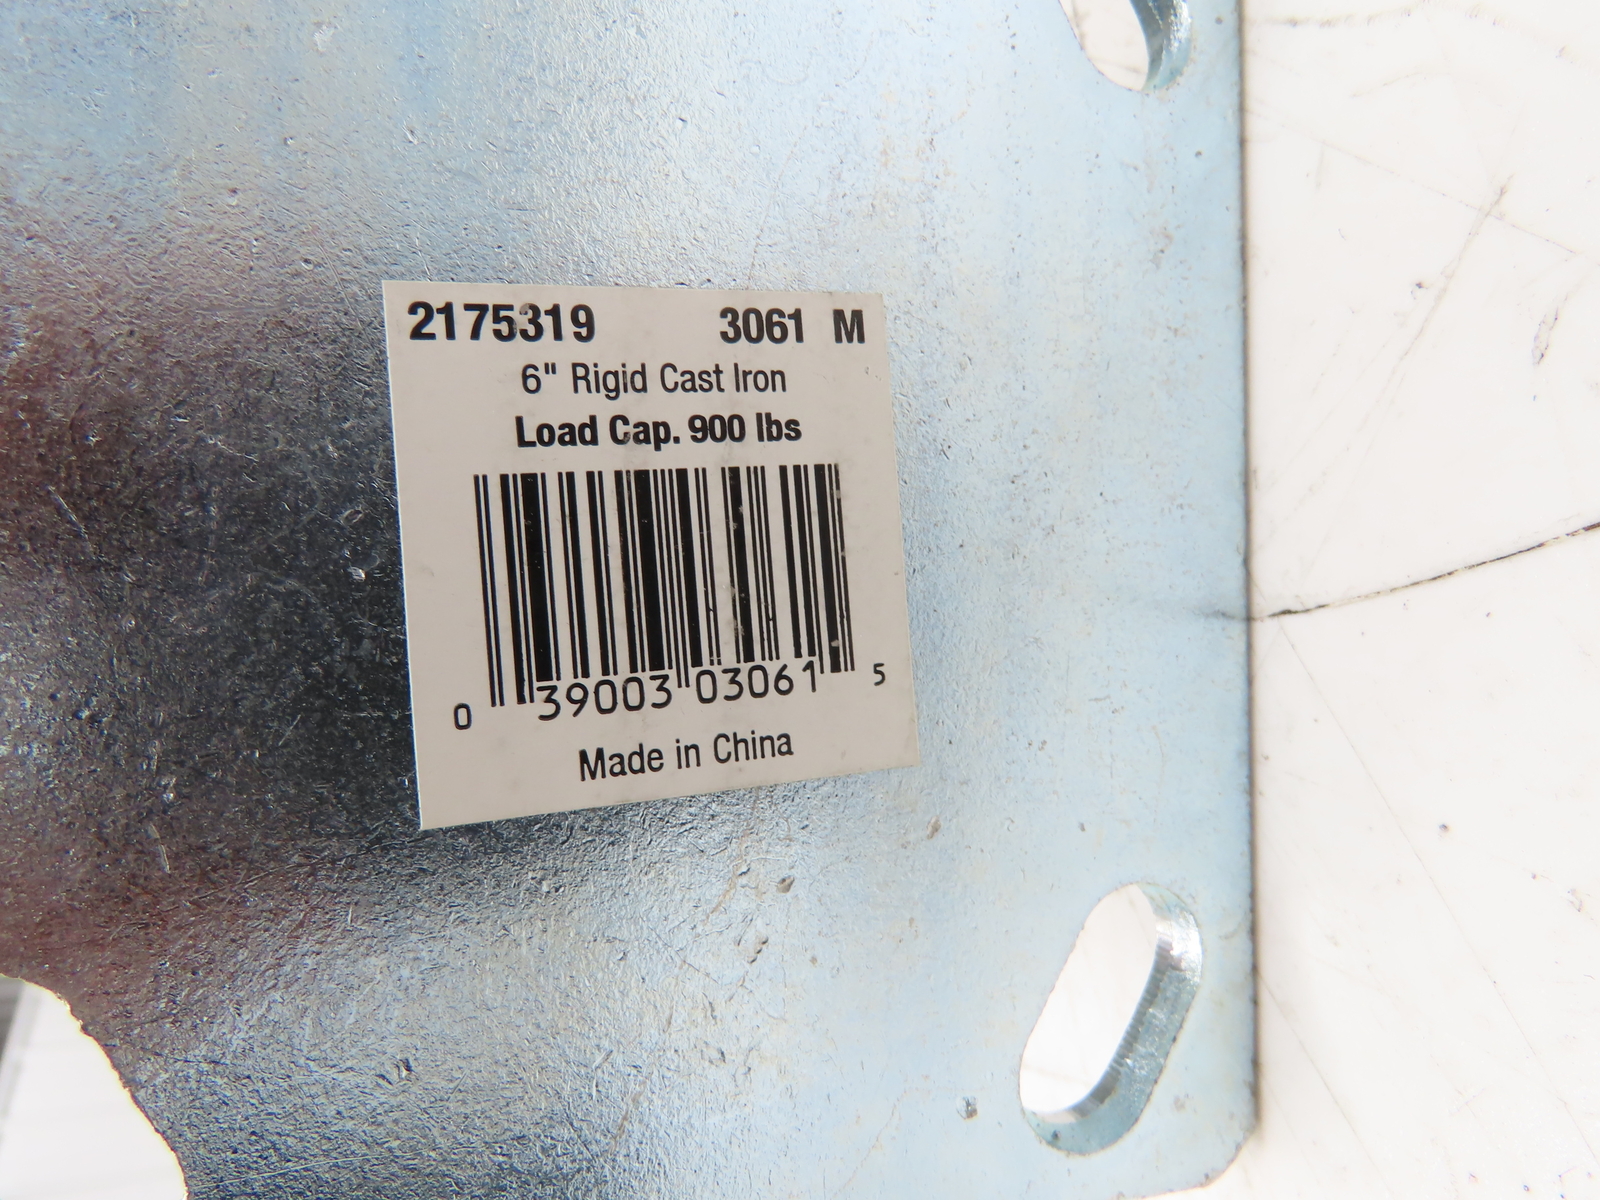 2175319 3061 M
6" Rigid Cast Iron
Load Cap. 900 lbs
0 39003 03061 5
Made in China